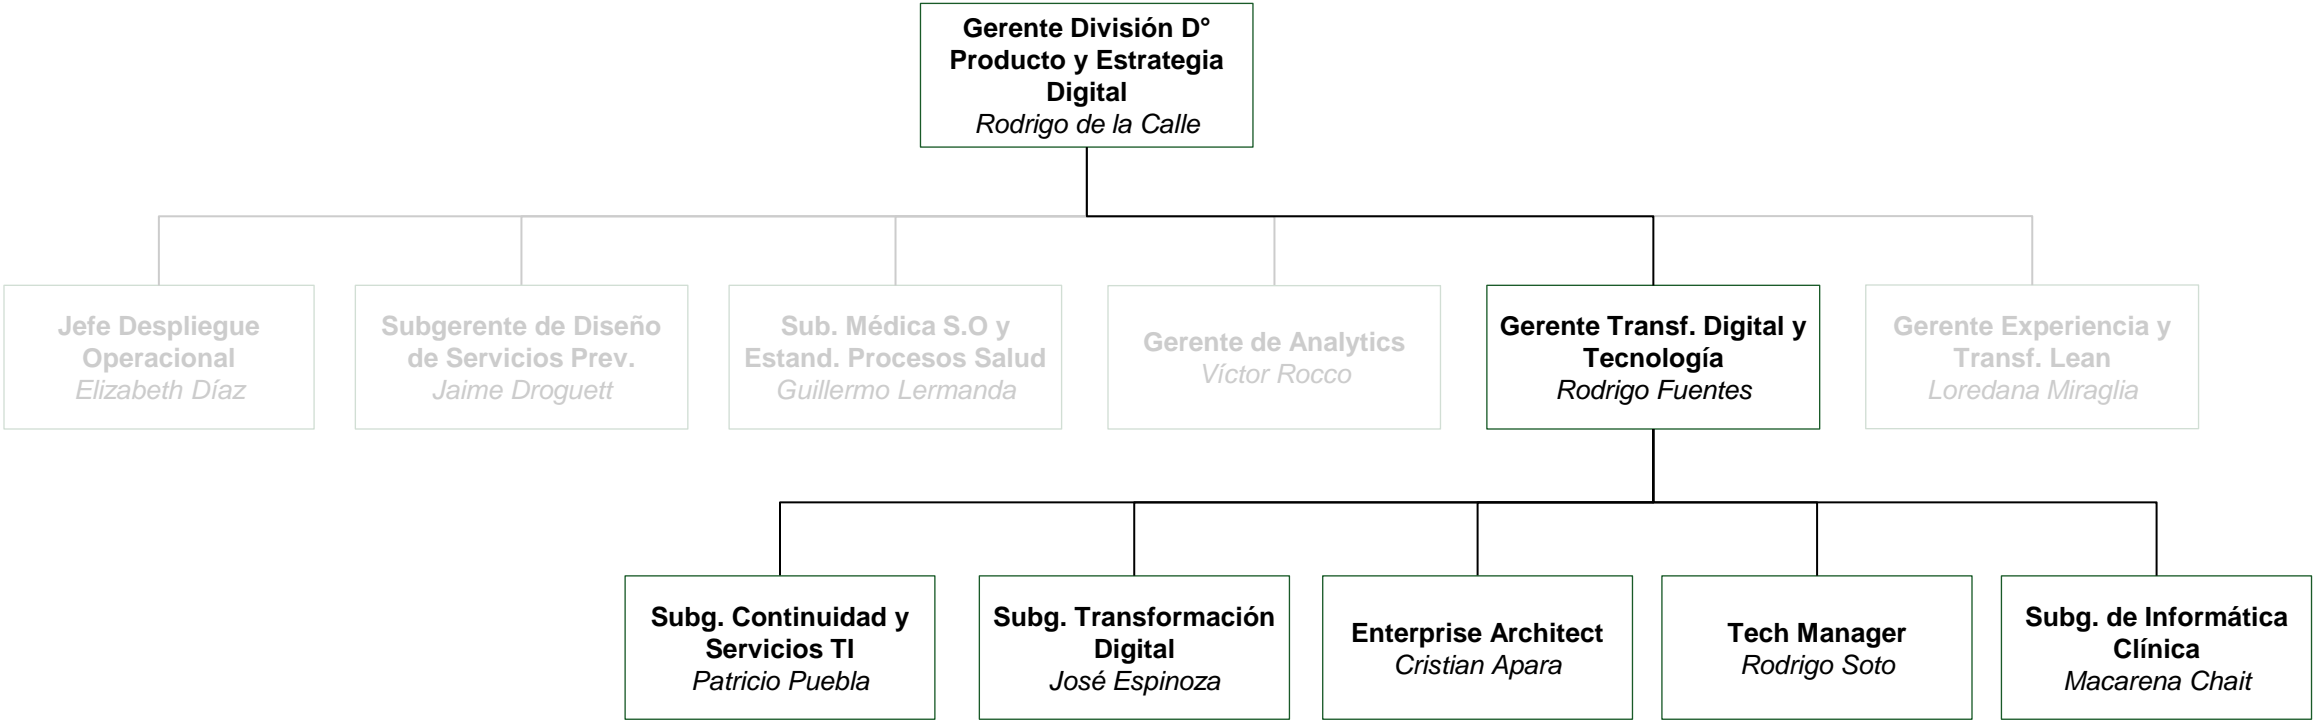 Gerente División D°
Producto y Estrategia
Digital
Rodrigo de la Calle
Jefe Despliegue
Operacional
Elizabeth Díaz
Subgerente de Diseño
de Servicios Prev.
Jaime Droguett
Sub. Médica S.O y
Estand. Procesos Salud
Guillermo Lermanda
Gerente de Analytics
Víctor Rocco
Gerente Transf. Digital y
Tecnología
Rodrigo Fuentes
Gerente Experiencia y
Transf. Lean
Loredana Miraglia
Subg. Continuidad y
Servicios TI
Patricio Puebla
Subg. Transformación
Digital
José Espinoza
Enterprise Architect
Cristian Apara
Tech Manager
Rodrigo Soto
Subg. de Informática
Clínica
Macarena Chait